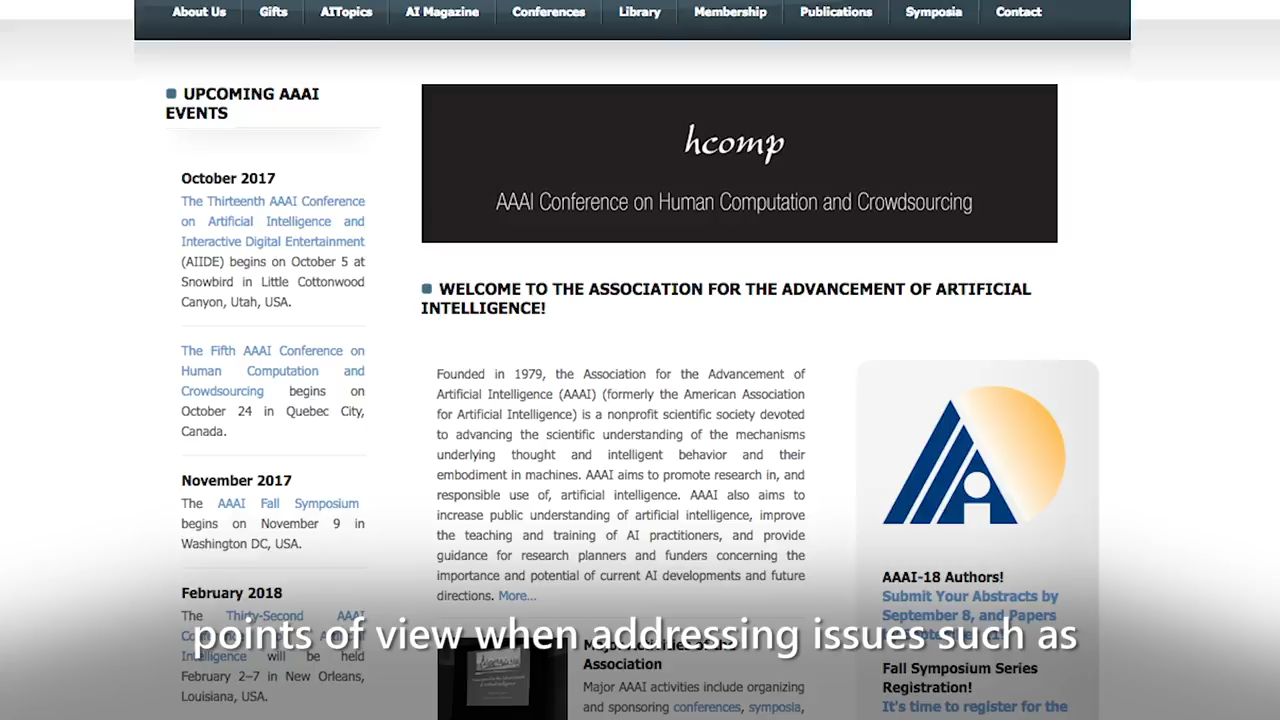 About Us Gifts AITopics AI Magazine Conferences Library Membership Publications Symposia Contact
UPCOMING AAAI
EVENTS
October 2017
The Thirteenth AAAI Conference
on Artificial Intelligence and
Interactive Digital Entertainment
(AIIDE) begins on October 5 at
Snowbird in Little Cottonwood
Canyon, Utah, USA.
The Fifth AAAI Conference on
Human Computation and
Crowdsourcing begins on
October 24 in Quebec City,
Canada.
November 2017
The AAAI Fall Symposium
begins on November 9 in
Washington DC, USA.
February 2018
The Thirty-Second AAAI
Intelligence will be held
February 2–7 in New Orleans,
Louisiana, USA.
hcomp
AAAI Conference on Human Computation and Crowdsourcing
WELCOME TO THE ASSOCIATION FOR THE ADVANCEMENT OF ARTIFICIAL
INTELLIGENCE!
Founded in 1979, the Association for the Advancement of
Artificial Intelligence (AAAI) (formerly the American Association
for Artificial Intelligence) is a nonprofit scientific society devoted
to advancing the scientific understanding of the mechanisms
underlying thought and intelligent behavior and their
embodiment in machines. AAAI aims to promote research in, and
responsible use of, artificial intelligence. AAAI also aims to
increase public understanding of artificial intelligence, improve
the teaching and training of AI practitioners, and provide
guidance for research planners and funders concerning the
importance and potential of current AI developments and future
directions. More...
Association
Major AAAI activities include organizing
and sponsoring conferences, symposia,
AAAI-18 Authors!
Submit Your Abstracts by
September 8, and Papers
Fall Symposium Series
Registration!
It's time to register for the
points of view when addressing issues such as